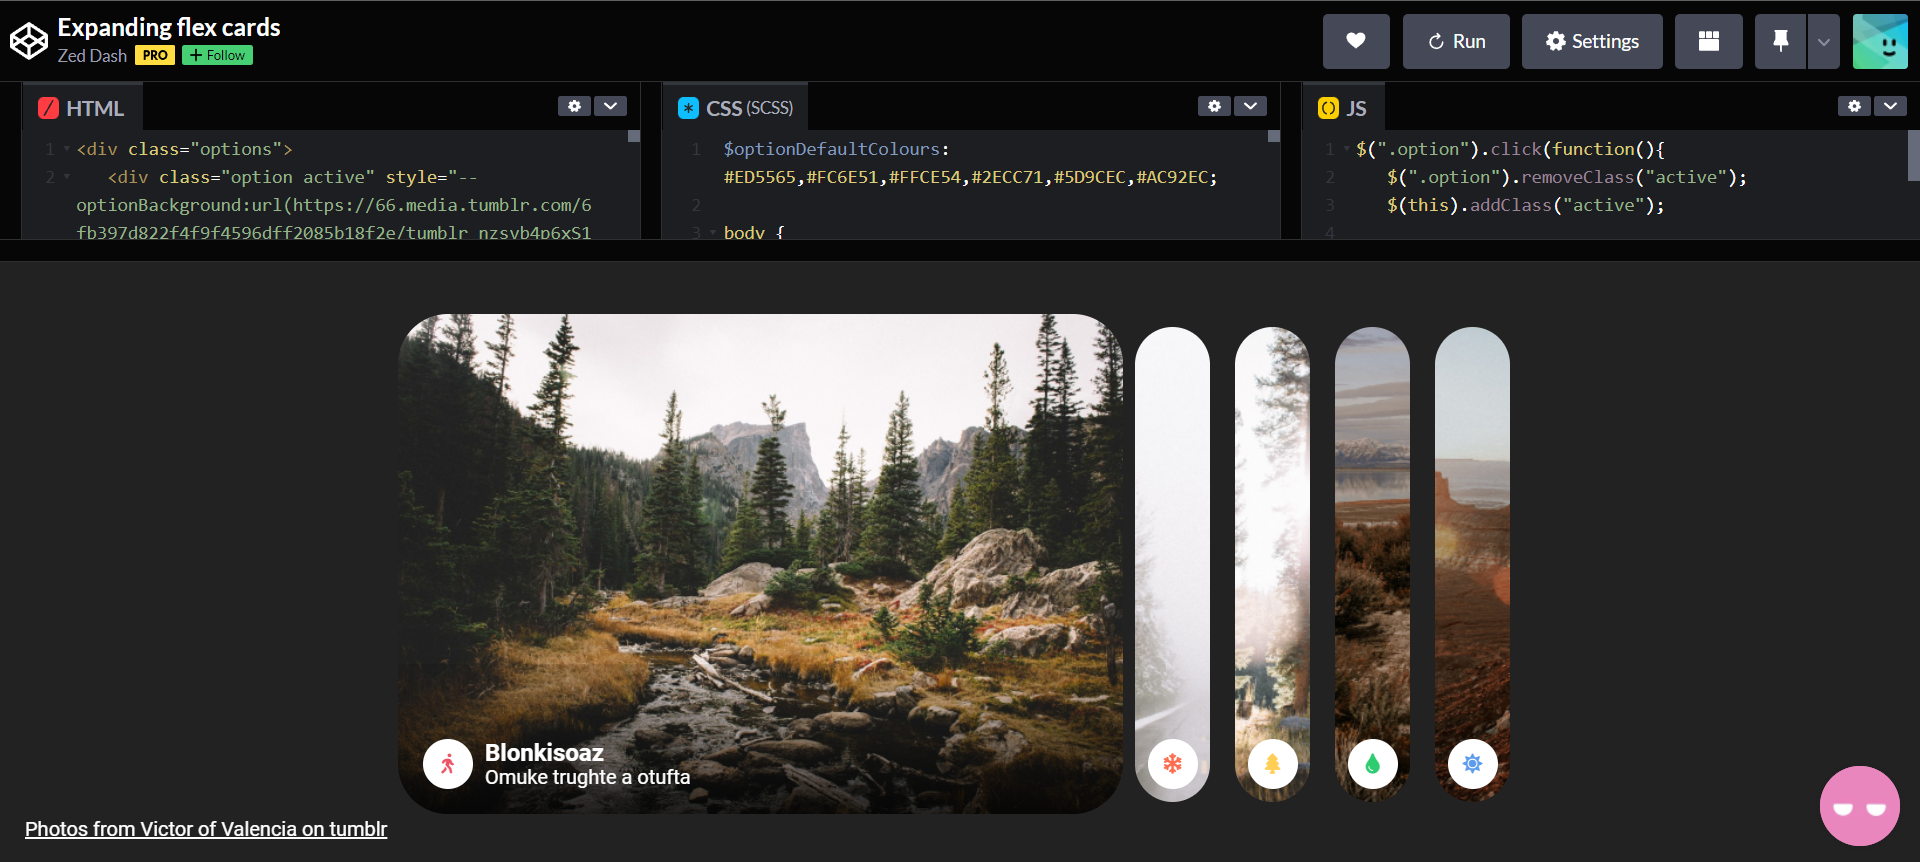 Expanding flex cards
Zed Dash PRO + Follow
Run
Settings
HTML
1 <div class="options">
2 <div class="option active" style="--
optionBackground:url(https://66.media.tumblr.com/6
fb397d822f4f9f4596dff2085b18f2e/tumblr_nzsvb4p6xS1
CSS (SCSS)
1 $optionDefaultColours:
#ED5565,#FC6E51,#FFCE54,#2ECC71,#5D9CEC,#AC92EC;
2
3 body {
JS
1 $(".option").click(function(){
2 $(".option").removeClass("active");
3 $(this).addClass("active");
4
Blonkisoaz
Omuke trughte a otufta
Photos from Victor of Valencia on tumblr